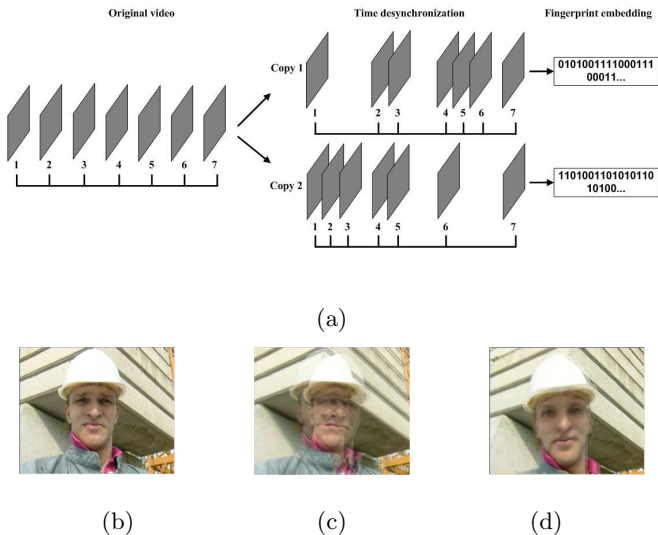 Original video
Time desynchronization
Fingerprint embedding
Copy 1
1 2 3 4 5 6 7
0101001111000111
00011...
1 2 3 4 5 6 7
Copy 2
1 2 3 4 5 6 7
1101001101010110
10100...
(a)
(b) (c) (d)